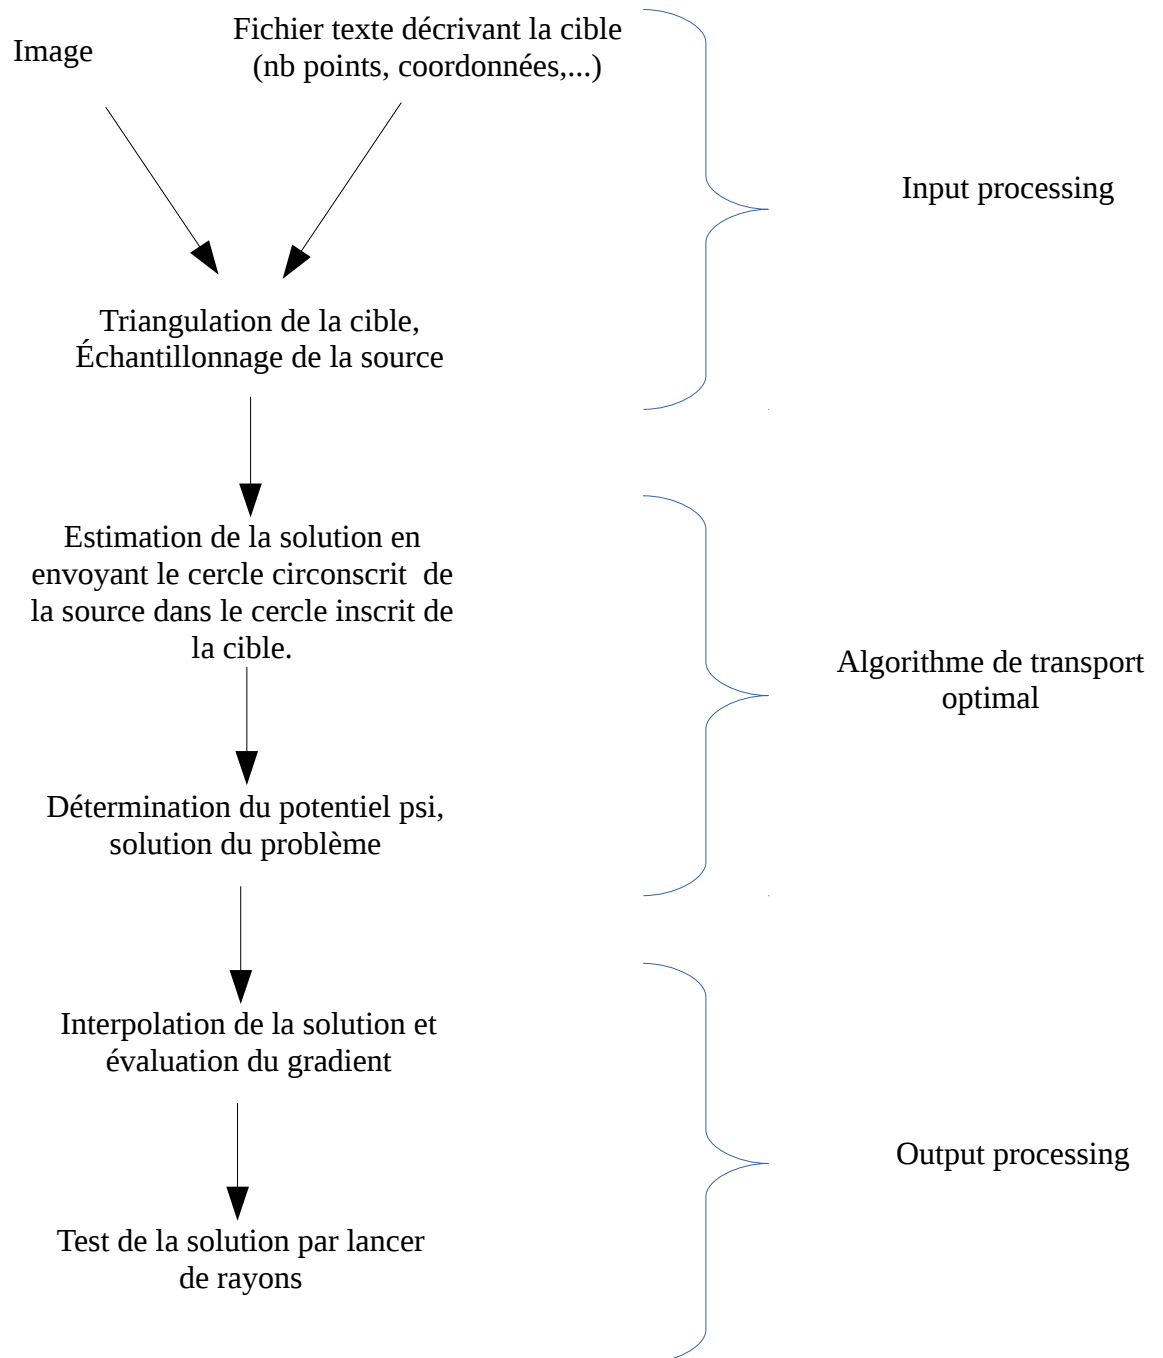 Image
Fichier texte décrivant la cible
(nb points, coordonnées,...)
Input processing
Triangulation de la cible,
Échantillonnage de la source
Estimation de la solution en
envoyant le cercle circonscrit  de
la source dans le cercle inscrit de
la cible.
Algorithme de transport
optimal
Détermination du potentiel psi,
solution du problème
Interpolation de la solution et
évaluation du gradient
Output processing
Test de la solution par lancer
de rayons